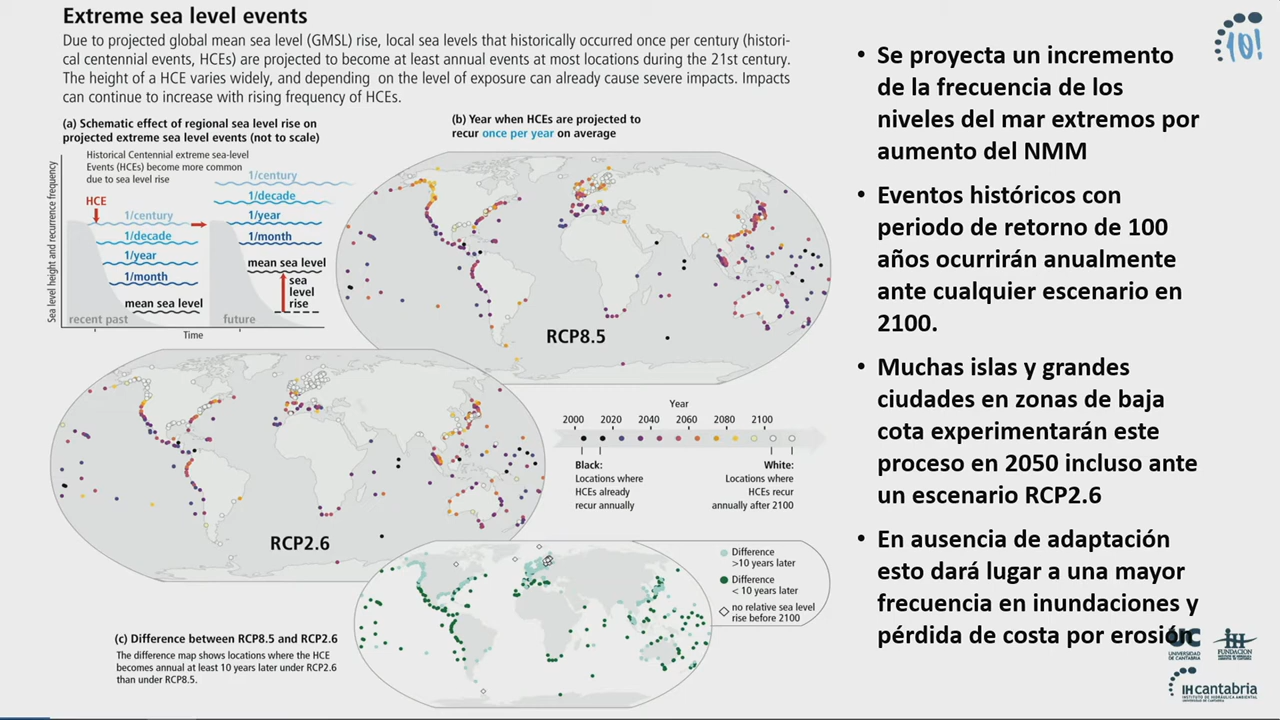 Extreme sea level events
Due to projected global mean sea level (GMSL) rise, local sea levels that historically occurred once per century (histori-
cal centennial events, HCEs) are projected to become at least annual events at most locations during the 21st century.
The height of a HCE varies widely, and depending on the level of exposure can already cause severe impacts. Impacts
can continue to increase with rising frequency of HCEs.
(a) Schematic effect of regional sea level rise on
projected extreme sea level events (not to scale)
Historical Centennial extreme sea-level
Events (HCEs) become more common
due to sea level rise
Sea level height and recurrence frequency
HCE
1/century
1/decade
1/year
1/month
mean sea level
recent past
1/century
1/decade
1/year
1/month
mean sea level
sea
level
rise
future
Time
(b) Year when HCEs are projected to
recur once per year on average
RCP8.5
RCP2.6
Year
2000 2020 2040 2060 2080 2100
Black:
Locations where
HCEs already
recur annually
White:
Locations where
HCEs recur
annually after 2100
(c) Difference between RCP8.5 and RCP2.6
The difference map shows locations where the HCE
becomes annual at least 10 years later under RCP2.6
than under RCP8.5.
Difference
>10 years later
Difference
< 10 years later
no relative sea level
rise before 2100
10!
• Se proyecta un incremento
de la frecuencia de los
niveles del mar extremos por
aumento del NMM
• Eventos históricos con
periodo de retorno de 100
años ocurrirán anualmente
ante cualquier escenario en
2100.
• Muchas islas y grandes
ciudades en zonas de baja
cota experimentarán este
proceso en 2050 incluso ante
un escenario RCP2.6
• En ausencia de adaptación
esto dará lugar a una mayor
frecuencia en inundaciones y
pérdida de costa por erosión
UC
UNIVERSIDAD
DE CANTABRIA
IH
FUNDACIÓN
INSTITUTO DE HIDRÁULICA
AMBIENTAL DE CANTABRIA
IHcantabria
INSTITUTO DE HIDRÁULICA AMBIENTAL
UNIVERSIDAD DE CANTABRIA